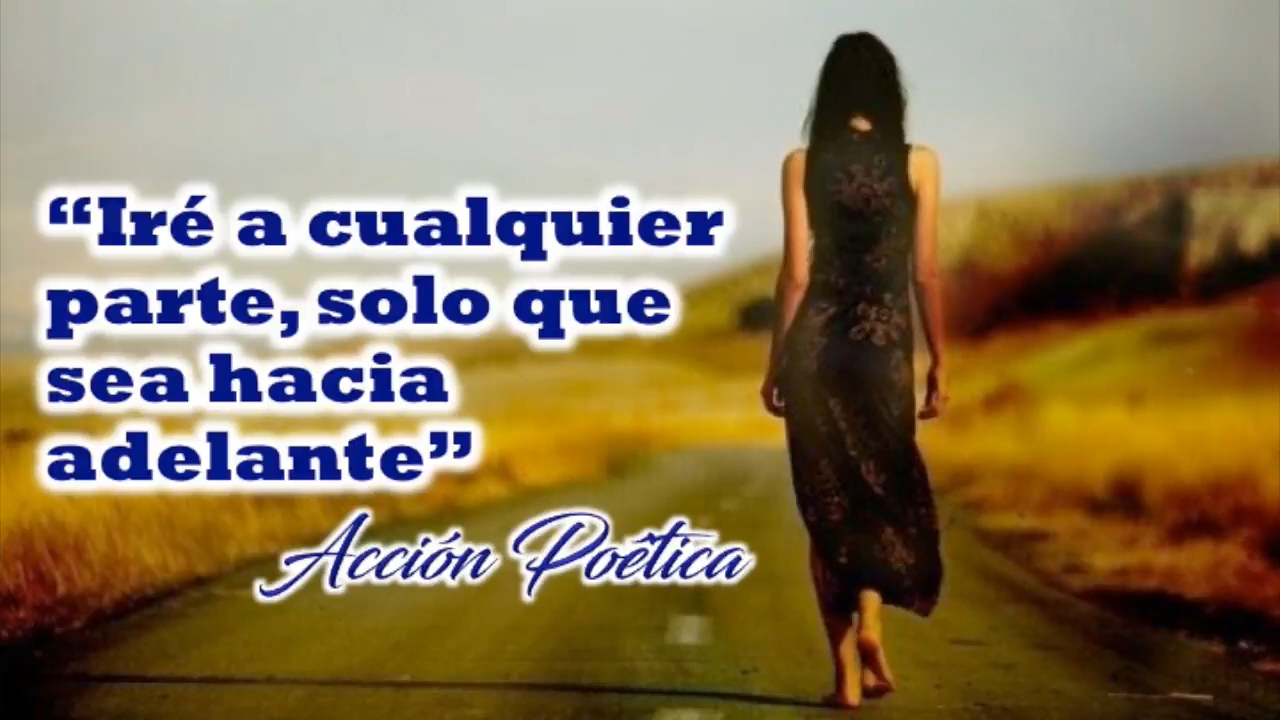 “Iré a cualquier
parte, solo que
sea hacia
adelante”
Acción Poética